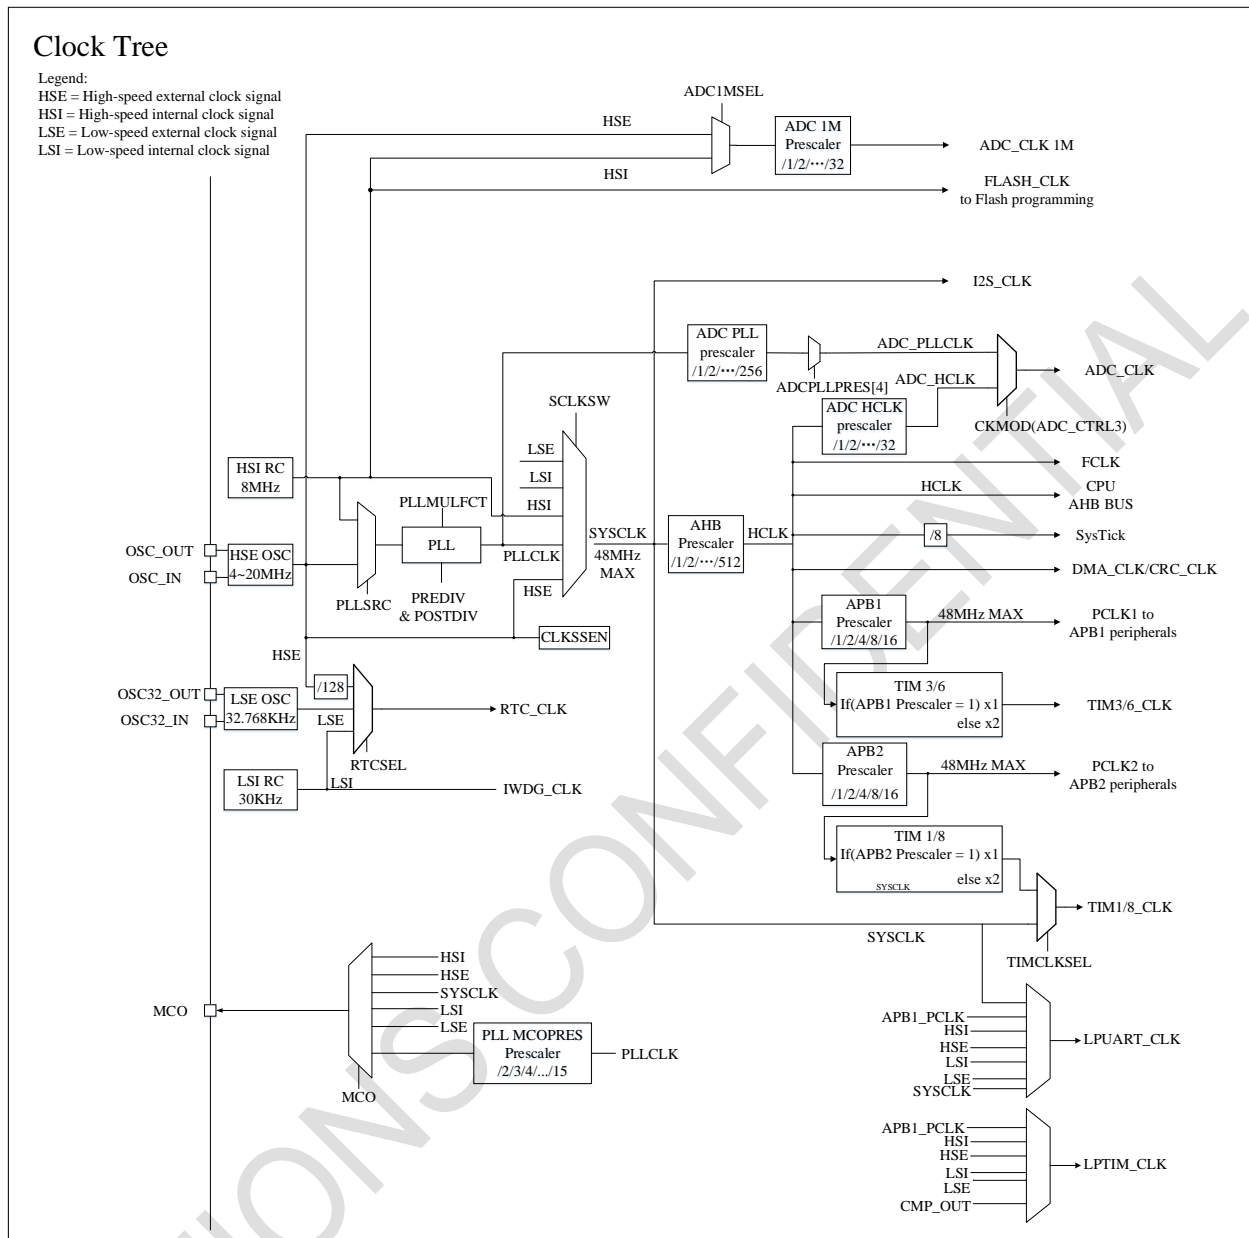 Clock Tree
Legend:
HSE = High-speed external clock signal
HSI = High-speed internal clock signal
LSE = Low-speed external clock signal
LSI = Low-speed internal clock signal
ADC1MSEL
HSE
ADC 1M
Prescaler
/1/2/···/32
ADC_CLK 1M
HSI
FLASH_CLK
to Flash programming
I2S_CLK
ADC PLL
prescaler
/1/2/···/256
ADC_PLLCLK
ADCPLLPRES[4]
ADC_HCLK
ADC_CLK
SCLKSW
ADC HCLK
prescaler
/1/2/···/32
CKMOD(ADC_CTRL3)
LSE
LSI
HSI
HSI RC
8MHz
PLLMULFCT
FCLK
HCLK
CPU
AHB BUS
OSC_OUT
OSC_IN
HSE OSC
4~20MHz
PLL
PLLCLK
HSE
SYSCLK
48MHz
MAX
AHB
Prescaler
/1/2/···/512
HCLK
/8
SysTick
DMA_CLK/CRC_CLK
PLLSRC
PREDIV
& POSTDIV
CLKSSEN
APB1
Prescaler
/1/2/4/8/16
48MHz MAX
PCLK1 to
APB1 peripherals
HSE
/128
OSC32_OUT
OSC32_IN
LSE OSC
32.768KHz
LSE
RTC_CLK
RTCSEL
TIM 3/6
If(APB1 Prescaler = 1) x1
else x2
TIM3/6_CLK
LSI RC
30KHz
LSI
IWDG_CLK
APB2
Prescaler
/1/2/4/8/16
48MHz MAX
PCLK2 to
APB2 peripherals
TIM 1/8
If(APB2 Prescaler = 1) x1
else x2
SYSCLK
TIM1/8_CLK
SYSCLK
TIMCLKSEL
MCO
HSI
HSE
SYSCLK
LSI
LSE
PLL MCOPRES
Prescaler
/2/3/4/.../15
PLLCLK
MCO
APB1_PCLK
HSI
HSE
LSI
LSE
SYSCLK
LPUART_CLK
APB1_PCLK
HSI
HSE
LSI
LSE
CMP_OUT
LPTIM_CLK
IONS CONFIDENTIAL